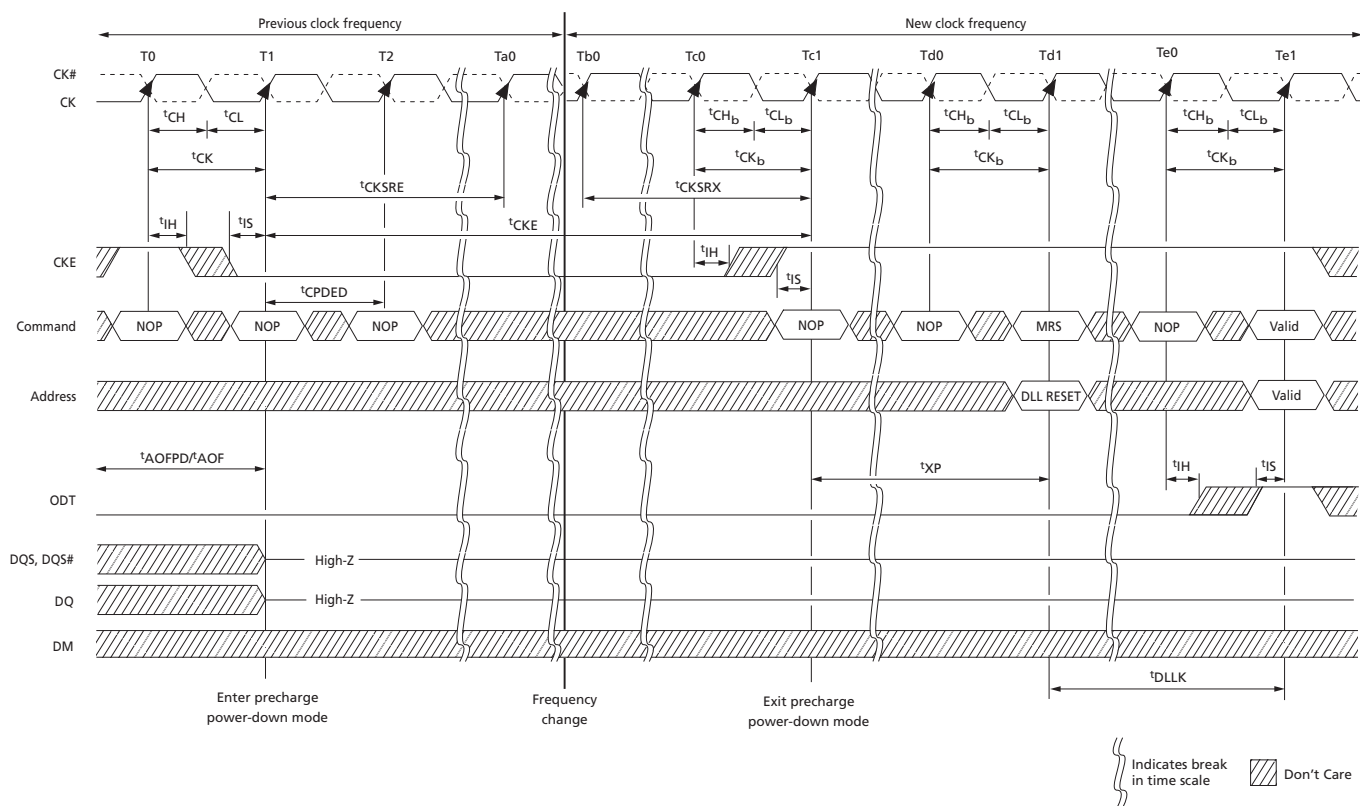 Previous clock frequency
New clock frequency
T0 T1 T2 Ta0 Tb0 Tc0 Tc1 Td0 Td1 Te0 Te1
CK#
CK
tCH tCL tCHb tCLb tCHb tCLb tCHb tCLb
tCK tCKb tCKb tCKb
tCKSRE tCKSRX
tIH tIS tCKE
CKE tIH
tIS
tCPDED
Command NOP NOP NOP NOP NOP MRS NOP Valid
Address DLL RESET Valid
tAOFPD/tAOF tXP tIH tIS
ODT
DQS, DQS# High-Z
DQ High-Z
DM
tDLLK
Enter precharge
power-down mode
Frequency
change
Exit precharge
power-down mode
Indicates break
in time scale
Don't Care